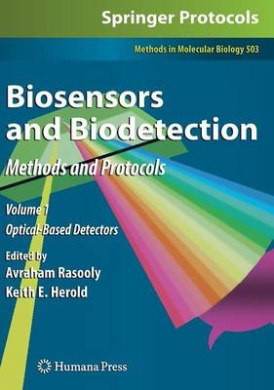 Springer Protocols
Methods in Molecular Biology 503
Biosensors
and Biodetection
Methods and Protocols
Volume 1
Optical-Based Detectors
Edited by
Avraham Rasooly
Keith E. Herold
Humana Press